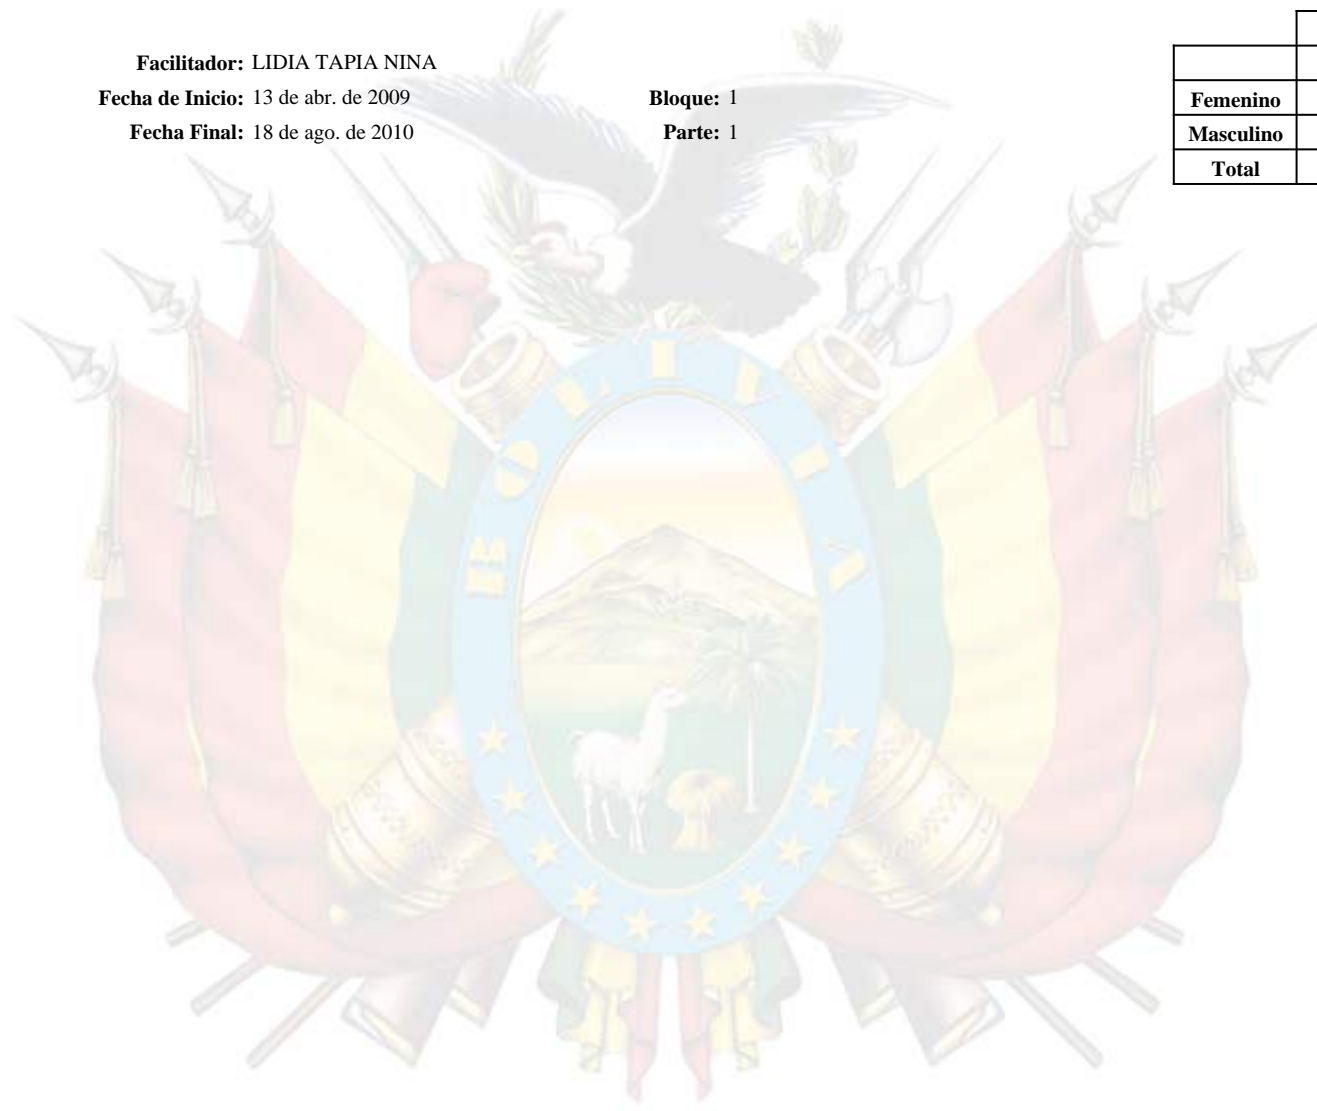 Facilitador: LIDIA TAPIA NINA
Fecha de Inicio: 13 de abr. de 2009 Bloque: 1
Fecha Final: 18 de ago. de 2010 Parte: 1
Femenino
Masculino
Total
BOLIVIA